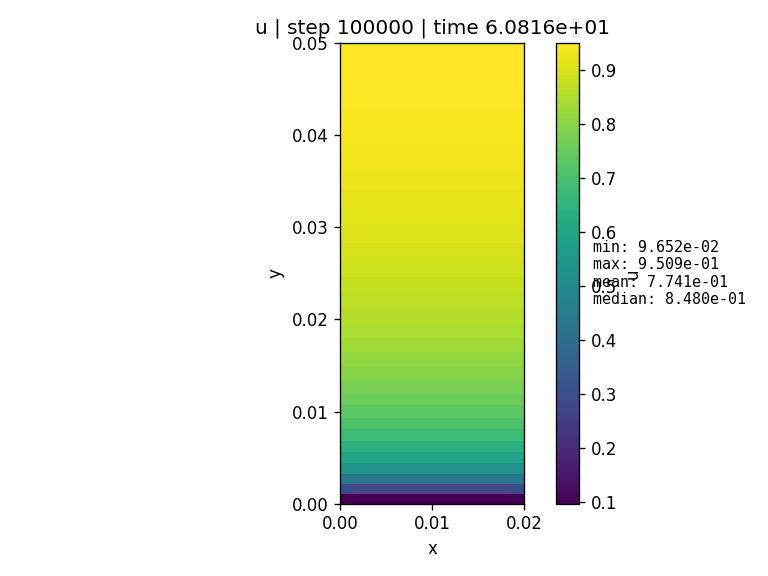 u | step 100000 | time 6.0816e+01
0.05
0.04
0.03
0.02
0.01
0.00
y
0.00 0.01 0.02
x
0.9
0.8
0.7
0.6
0.5
0.4
0.3
0.2
0.1
u
min: 9.652e-02
max: 9.509e-01
mean: 7.741e-01
median: 8.480e-01